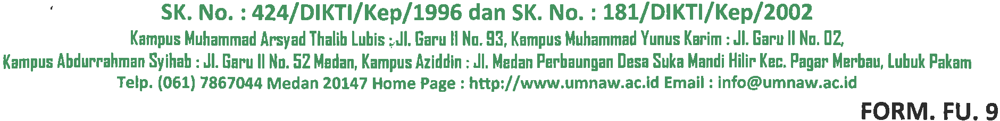 SK. No. : 424/DIKTI/Kep/1996 dan SK. No. : 181/DIKTI/Kep/2002
Kampus Muhammad Arsyad Thalib Lubis : Jl. Garu II No. 93, Kampus Muhammad Yunus Karim : Jl. Garu II No. 02,
Kampus Abdurrahman Syihab : Jl. Garu II No. 52 Medan, Kampus Aziddin : Jl. Medan Perbaungan Desa Suka Mandi Hilir Kec. Pagar Merbau, Lubuk Pakam
Telp. (061) 7867044 Medan 20147 Home Page : http://www.umnaw.ac.id Email : info@umnaw.ac.id
FORM. FU. 9